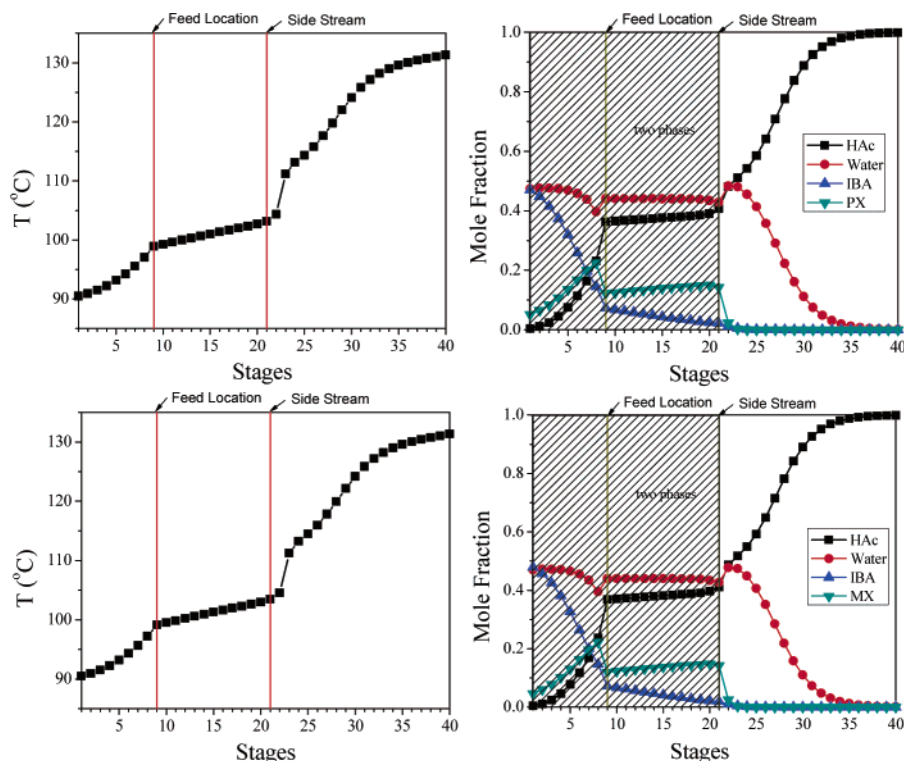 Feed Location
Side Stream
T (°C)
130
120
110
100
90
5
10
15
20
25
30
35
40
Stages
Feed Location
Side Stream
Mole Fraction
1.0
0.8
0.6
0.4
0.2
0.0
two phases
HAc
Water
IBA
PX
5
10
15
20
25
30
35
40
Stages
Feed Location
Side Stream
T (°C)
130
120
110
100
90
5
10
15
20
25
30
35
40
Stages
Feed Location
Side Stream
Mole Fraction
1.0
0.8
0.6
0.4
0.2
0.0
two phases
HAc
Water
IBA
MX
5
10
15
20
25
30
35
40
Stages